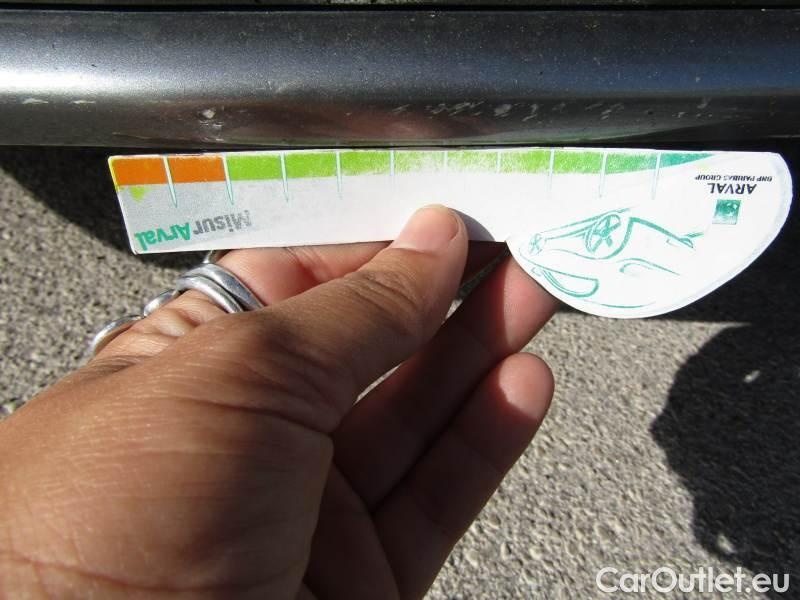 ARVAL
BNP PARIBAS GROUP
MisurArval
CarOutlet.eu